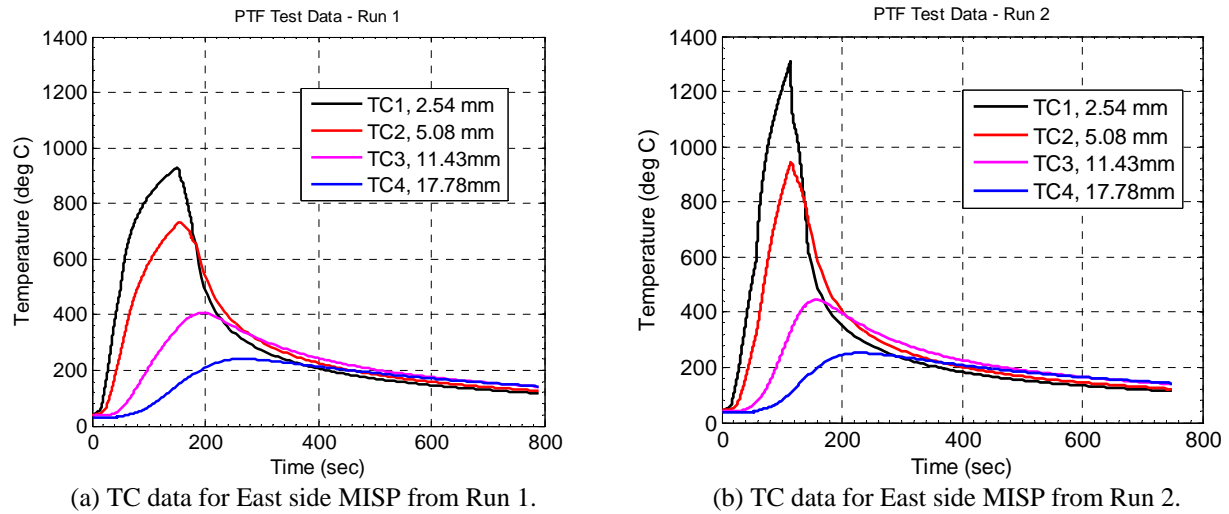 PTF Test Data - Run 1
1400
1200
1000
800
600
400
200
0
Temperature (deg C)
TC1, 2.54 mm
TC2, 5.08 mm
TC3, 11.43mm
TC4, 17.78mm
0 200 400 600 800
Time (sec)
(a) TC data for East side MISP from Run 1.
PTF Test Data - Run 2
1400
1200
1000
800
600
400
200
0
Temperature (deg C)
TC1, 2.54 mm
TC2, 5.08 mm
TC3, 11.43mm
TC4, 17.78mm
0 200 400 600 800
Time (sec)
(b) TC data for East side MISP from Run 2.